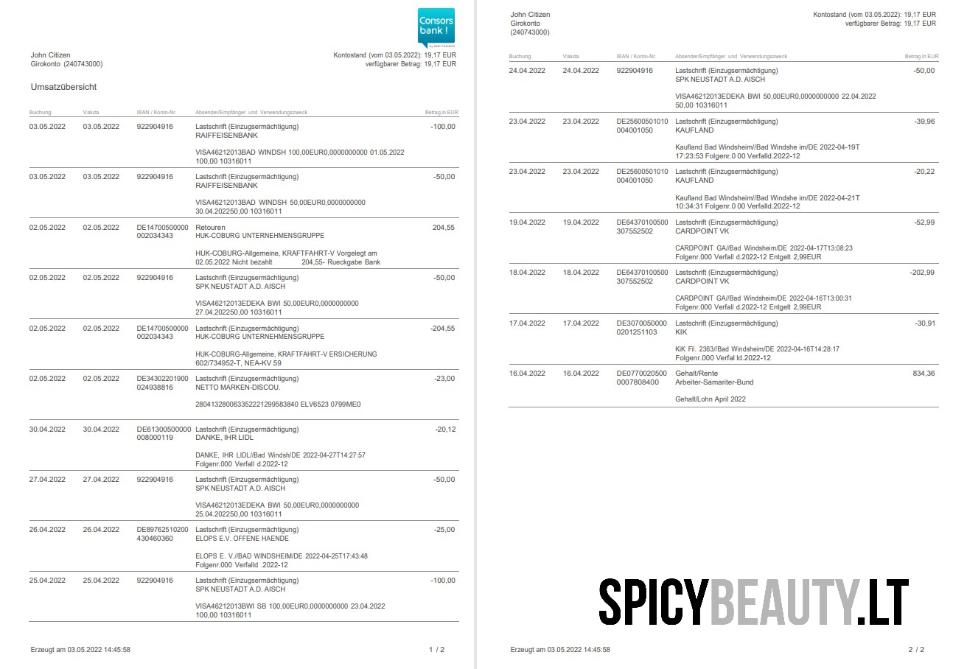 Consors
bank!
John Citizen
Girokonto (240743000)
Kontostand (vom 03.05.2022): 19,17 EUR
verfügbarer Betrag: 19,17 EUR
Umsatzübersicht
Buchung Valuta IBAN / Konto-Nr. Absender/Empfänger und Verwendungszweck Betrag in EUR
03.05.2022 03.05.2022 922904916 Lastschrift (Einzugsermächtigung) -100,00
RAIFFEISENBANK
VISA46212013BAD WINDSH 100,00EUR0,0000000000 01.05.2022
100,00 10316011
03.05.2022 03.05.2022 922904916 Lastschrift (Einzugsermächtigung) -50,00
RAIFFEISENBANK
VISA46212013BAD WINDSH 50,00EUR0,0000000000
30.04.202250,00 10316011
02.05.2022 02.05.2022 DE14700500000 Retouren 204,55
002034343 HUK-COBURG UNTERNEHMENSGRUPPE
HUK-COBURG-Allgemeine, KRAFTFAHRT-V Vorgelegt am
02.05.2022 Nicht bezahlt 204,55- Rueckgabe Bank
02.05.2022 02.05.2022 922904916 Lastschrift (Einzugsermächtigung) -50,00
SPK NEUSTADT A.D. AISCH
VISA46212013EDEKA BWI 50,00EUR0,0000000000
27.04.202250,00 10316011
02.05.2022 02.05.2022 DE14700500000 Lastschrift (Einzugsermächtigung) -204,55
002034343 HUK-COBURG UNTERNEHMENSGRUPPE
HUK-COBURG-Allgemeine, KRAFTFAHRT-V ERSICHERUNG
602/734952-T, NEA-KV 59
02.05.2022 02.05.2022 DE34302201900 Lastschrift (Einzugsermächtigung) -23,00
024938816 NETTO MARKEN-DISCOU.
28041328006335222129958384​0 ELV6523 0799ME0
30.04.2022 30.04.2022 DE61300500000 Lastschrift (Einzugsermächtigung) -20,12
008000119 DANKE, IHR LIDL
DANKE, IHR LIDL//Bad Windsh/DE 2022-04-27T14:27:57
Folgenr.000 Verfall d.2022-12
27.04.2022 27.04.2022 922904916 Lastschrift (Einzugsermächtigung) -50,00
SPK NEUSTADT A.D. AISCH
VISA46212013EDEKA BWI 50,00EUR0,0000000000
25.04.202250,00 10316011
26.04.2022 26.04.2022 DE89762510200 Lastschrift (Einzugsermächtigung) -25,00
430460360 ELOPS E.V. OFFENE HAENDE
ELOPS E. V.//BAD WINDSHEIM/DE 2022-04-25T17:43:48
Folgenr.000 Verfalld .2022-12
25.04.2022 25.04.2022 922904916 Lastschrift (Einzugsermächtigung) -100,00
SPK NEUSTADT A.D. AISCH
VISA46212013BWI SB 100,00EUR0,0000000000 23.04.2022
100,00 10316011
Erzeugt am 03.05.2022 14:45:58 1 / 2
John Citizen
Girokonto
(240743000)
Kontostand (vom 03.05.2022): 19,17 EUR
verfügbarer Betrag: 19,17 EUR
Buchung Valuta IBAN / Konto-Nr. Absender/Empfänger und Verwendungszweck Betrag in EUR
24.04.2022 24.04.2022 922904916 Lastschrift (Einzugsermächtigung) -50,00
SPK NEUSTADT A.D. AISCH
VISA46212013EDEKA BWI 50,00EUR0,0000000000 22.04.2022
50,00 10316011
23.04.2022 23.04.2022 DE25600501010 Lastschrift (Einzugsermächtigung) -39,96
004001050 KAUFLAND
Kaufland Bad Windsheim//Bad Windshe im/DE 2022-04-19T
17:23:53 Folgenr.0 00 Verfalld.2022-12
23.04.2022 23.04.2022 DE25600501010 Lastschrift (Einzugsermächtigung) -20,22
004001050 KAUFLAND
Kaufland Bad Windsheim//Bad Windshe im/DE 2022-04-21T
10:34:31 Folgenr.0 00 Verfalld.2022-12
19.04.2022 19.04.2022 DE64370100500 Lastschrift (Einzugsermächtigung) -52,99
307552502 CARDPOINT VK
CARDPOINT GA//Bad Windsheim/DE 2022-04-17T13:08:23
Folgenr.000 Verfall d.2022-12 Entgelt 2,99EUR
18.04.2022 18.04.2022 DE64370100500 Lastschrift (Einzugsermächtigung) -202,99
307552502 CARDPOINT VK
CARDPOINT GA//Bad Windsheim/DE 2022-04-16T13:00:31
Folgenr.000 Verfall d.2022-12 Entgelt 2,99EUR
17.04.2022 17.04.2022 DE3070050000 Lastschrift (Einzugsermächtigung) -30,91
0201251103 KIK
KiK Fil. 2363//Bad Windsheim/DE 2022-04-16T14:28:17
Folgenr.000 Verfal ld.2022-12
16.04.2022 16.04.2022 DE0770020500 Gehalt/Rente 834,36
0007808400 Arbeiter-Samariter-Bund
Gehalt/Lohn April 2022
SPICYBEAUTY.LT
Erzeugt am 03.05.2022 14:45:58 2 / 2